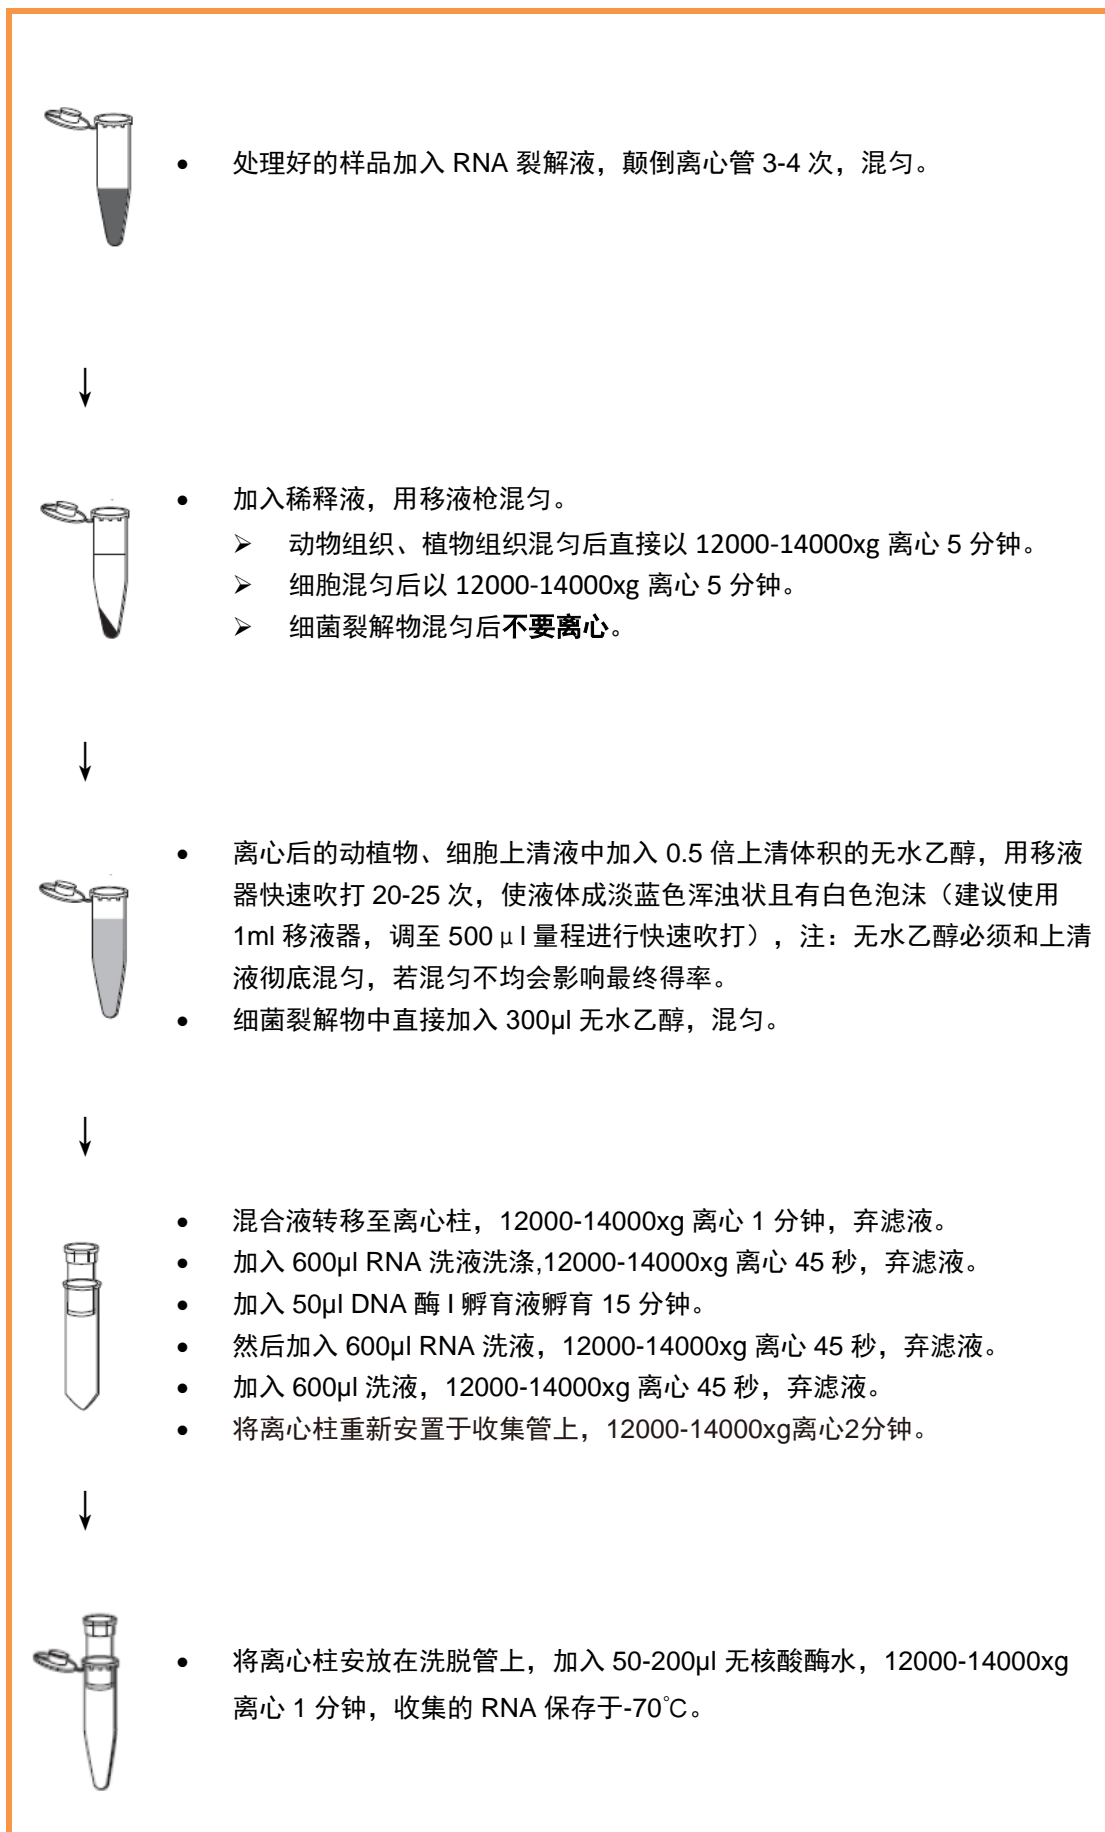 • 处理好的样品加入 RNA 裂解液，颠倒离心管 3-4 次，混匀。
• 加入稀释液，用移液枪混匀。
➢ 动物组织、植物组织混匀后直接以 12000-14000xg 离心 5 分钟。
➢ 细胞混匀后以 12000-14000xg 离心 5 分钟。
➢ 细菌裂解物混匀后不要离心。
• 离心后的动植物、细胞上清液中加入 0.5 倍上清体积的无水乙醇，用移液
器快速吹打 20-25 次，使液体成淡蓝色浑浊状且有白色泡沫（建议使用
1ml 移液器，调至 500μl 量程进行快速吹打），注：无水乙醇必须和上清
液彻底混匀，若混匀不均会影响最终得率。
• 细菌裂解物中直接加入 300µl 无水乙醇，混匀。
• 混合液转移至离心柱，12000-14000xg 离心 1 分钟，弃滤液。
• 加入 600µl RNA 洗液洗涤,12000-14000xg 离心 45 秒，弃滤液。
• 加入 50µl DNA 酶 I 孵育液孵育 15 分钟。
• 然后加入 600µl RNA 洗液，12000-14000xg 离心 45 秒，弃滤液。
• 加入 600µl 洗液，12000-14000xg 离心 45 秒，弃滤液。
• 将离心柱重新安置于收集管上，12000-14000xg离心2分钟。
• 将离心柱安放在洗脱管上，加入 50-200µl 无核酸酶水，12000-14000xg
离心 1 分钟，收集的 RNA 保存于-70℃。